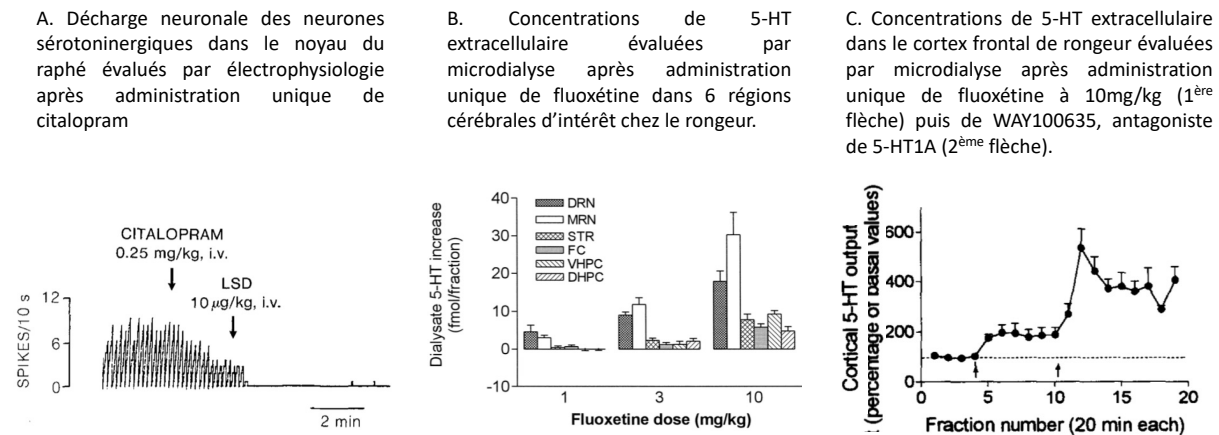 A. Décharge neuronale des neurones
sérotoninergiques dans le noyau du
raphé évalués par électrophysiologie
après administration unique de
citalopram
B. Concentrations de 5-HT
extracellulaire évaluées par
microdialyse après administration
unique de fluoxétine dans 6 régions
cérébrales d’intérêt chez le rongeur.
C. Concentrations de 5-HT extracellulaire
dans le cortex frontal de rongeur évaluées
par microdialyse après administration
unique de fluoxétine à 10mg/kg (1ère
flèche) puis de WAY100635, antagoniste
de 5-HT1A (2ème flèche).
CITALOPRAM
0.25 mg/kg, i.v.
LSD
10 µg/kg, i.v.
SPIKES/10 s
12
6
0
2 min
Dialysate 5-HT increase
(fmol/fraction)
40
30
20
10
0
-10
DRN
MRN
STR
FC
VHPC
DHPC
1
3
10
Fluoxetine dose (mg/kg)
Cortical 5-HT output
(percentage of basal values)
600
400
200
0
0
5
10
15
20
Fraction number (20 min each)